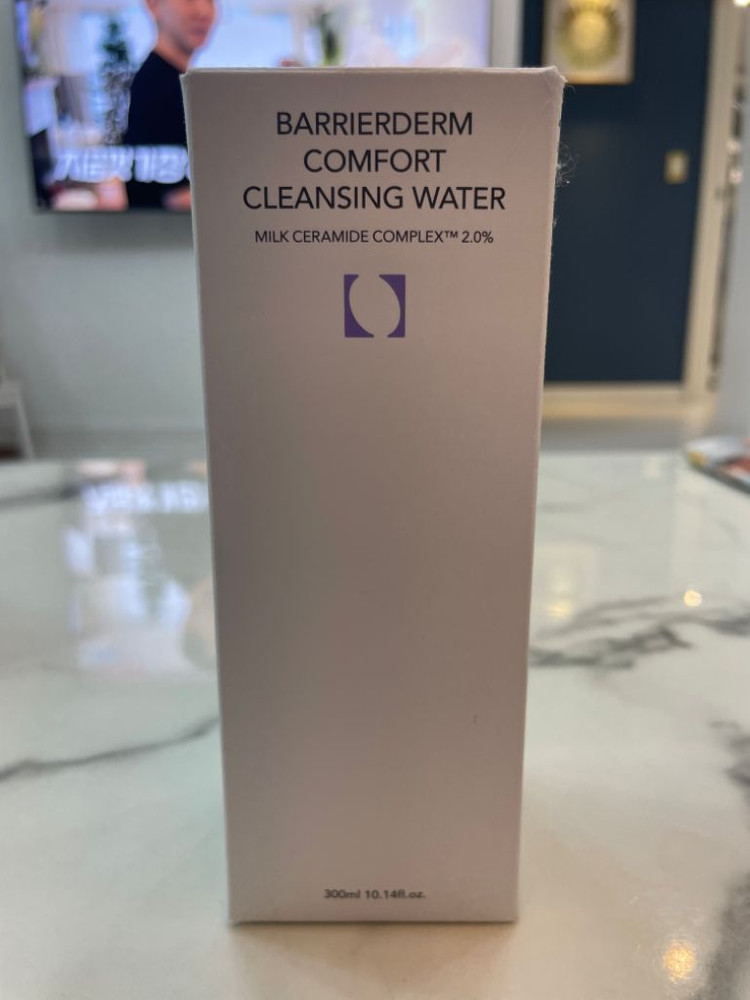 BARRIERDERM
COMFORT
CLEANSING WATER
MILK CERAMIDE COMPLEX™ 2.0%
300ml 10.14fl.oz.